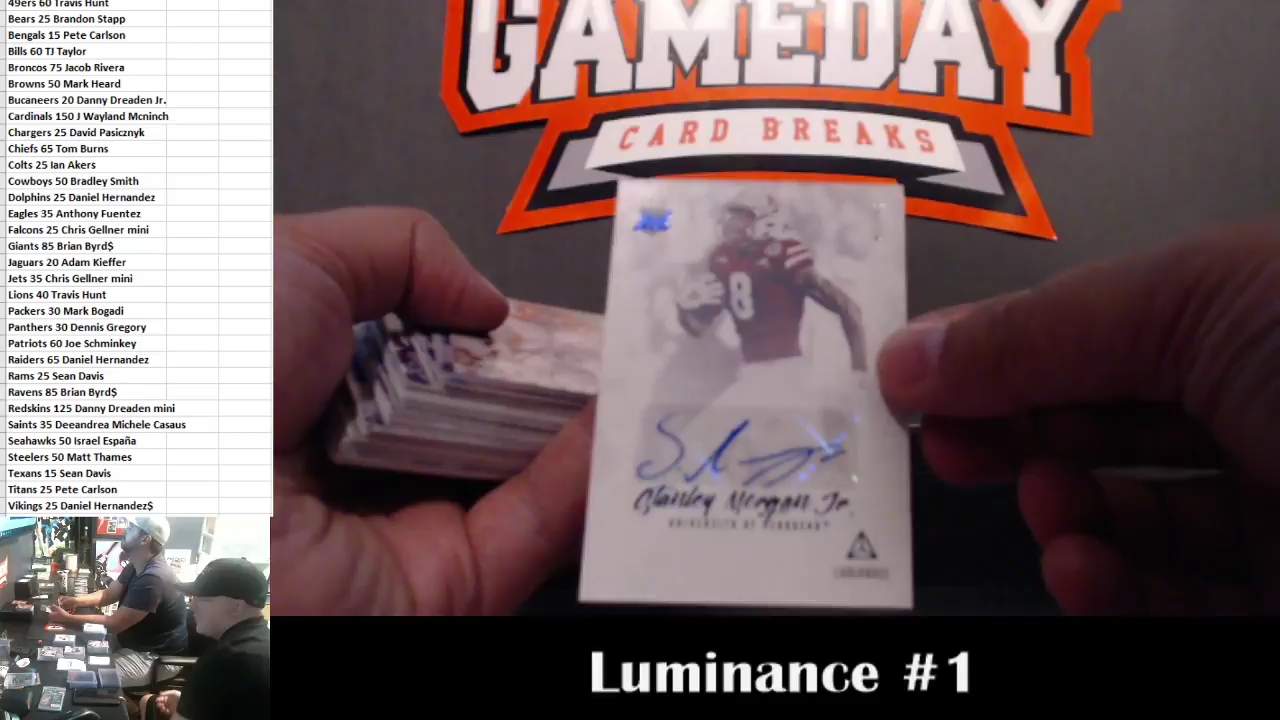 49ers 60 Travis Hunt
Bears 25 Brandon Stapp
Bengals 15 Pete Carlson
Bills 60 TJ Taylor
Broncos 75 Jacob Rivera
Browns 50 Mark Heard
Bucaneers 20 Danny Dreaden Jr.
Cardinals 150 J Wayland Mcninch
Chargers 25 David Pasicznyk
Chiefs 65 Tom Burns
Colts 25 Ian Akers
Cowboys 50 Bradley Smith
Dolphins 25 Daniel Hernandez
Eagles 35 Anthony Fuentez
Falcons 25 Chris Gellner mini
Giants 85 Brian Byrd$
Jaguars 20 Adam Kieffer
Jets 35 Chris Gellner mini
Lions 40 Travis Hunt
Packers 30 Mark Bogadi
Panthers 30 Dennis Gregory
Patriots 60 Joe Schminkey
Raiders 65 Daniel Hernandez
Rams 25 Sean Davis
Ravens 85 Brian Byrd$
Redskins 125 Danny Dreaden mini
Saints 35 Deeandrea Michele Casaus
Seahawks 50 Israel España
Steelers 50 Matt Thames
Texans 15 Sean Davis
Titans 25 Pete Carlson
Vikings 25 Daniel Hernandez$
GAMEDAY
CARD BREAKS
8
Stanley Morgan Jr.
UNIVERSITY OF NEBRASKA
Luminance #1